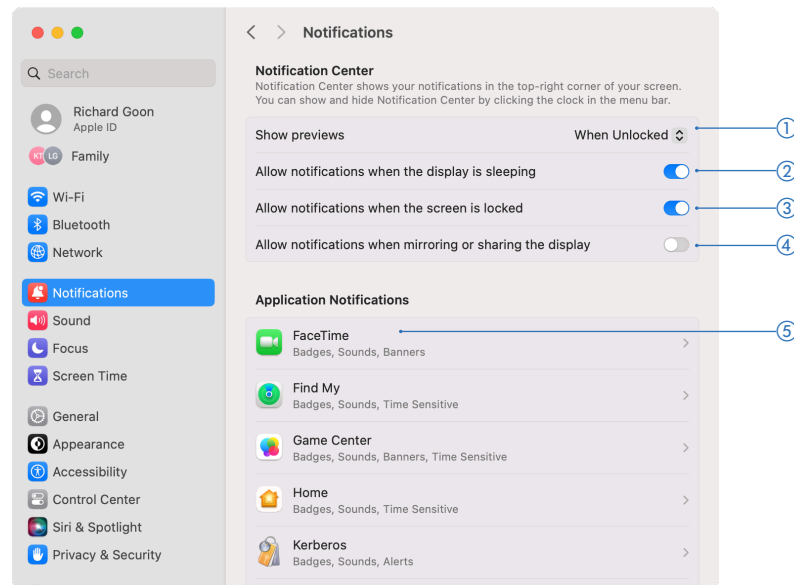 Search
Richard Goon
Apple ID
KT LG Family
Wi-Fi
Bluetooth
Network
Notifications
Sound
Focus
Screen Time
General
Appearance
Accessibility
Control Center
Siri & Spotlight
Privacy & Security
Notifications
Notification Center
Notification Center shows your notifications in the top-right corner of your screen.
You can show and hide Notification Center by clicking the clock in the menu bar.
Show previews When Unlocked 1
Allow notifications when the display is sleeping 2
Allow notifications when the screen is locked 3
Allow notifications when mirroring or sharing the display 4
Application Notifications
FaceTime 5
Badges, Sounds, Banners
Find My
Badges, Sounds, Time Sensitive
Game Center
Badges, Sounds, Banners, Time Sensitive
Home
Badges, Sounds, Time Sensitive
Kerberos
Badges, Sounds, Alerts